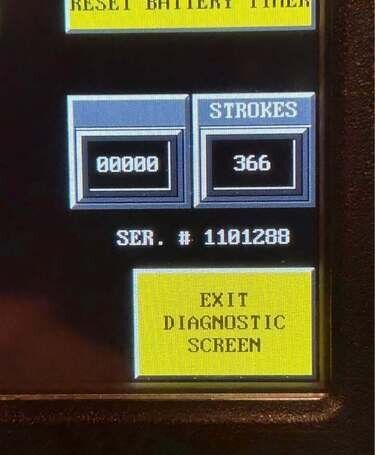 RESET BATTERY TIMER
STROKES
00000
366
SER. # 1101288
EXIT
DIAGNOSTIC
SCREEN